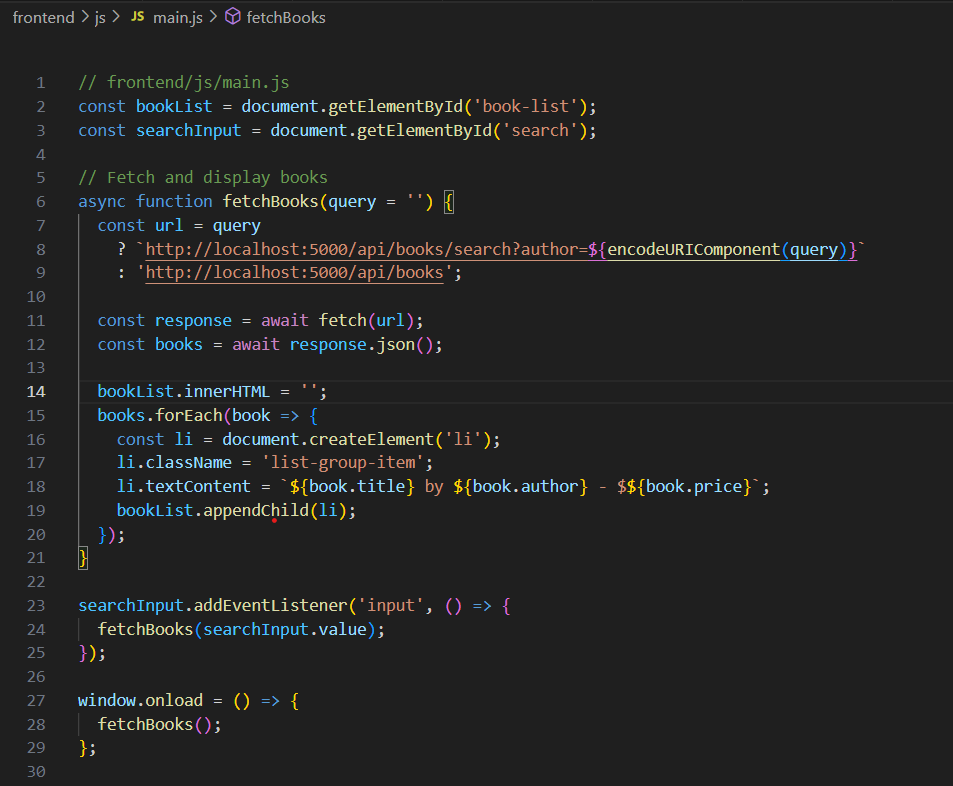 frontend > js > JS main.js > fetchBooks
1 // frontend/js/main.js
2 const bookList = document.getElementById('book-list');
3 const searchInput = document.getElementById('search');
4
5 // Fetch and display books
6 async function fetchBooks(query = '') {
7   const url = query
8     ? `http://localhost:5000/api/books/search?author=${encodeURIComponent(query)}`
9     : 'http://localhost:5000/api/books';
10
11   const response = await fetch(url);
12   const books = await response.json();
13
14   bookList.innerHTML = '';
15   books.forEach(book => {
16     const li = document.createElement('li');
17     li.className = 'list-group-item';
18     li.textContent = `${book.title} by ${book.author} - $${book.price}`;
19     bookList.appendChild(li);
20   });
21 }
22
23 searchInput.addEventListener('input', () => {
24   fetchBooks(searchInput.value);
25 });
26
27 window.onload = () => {
28   fetchBooks();
29 };
30